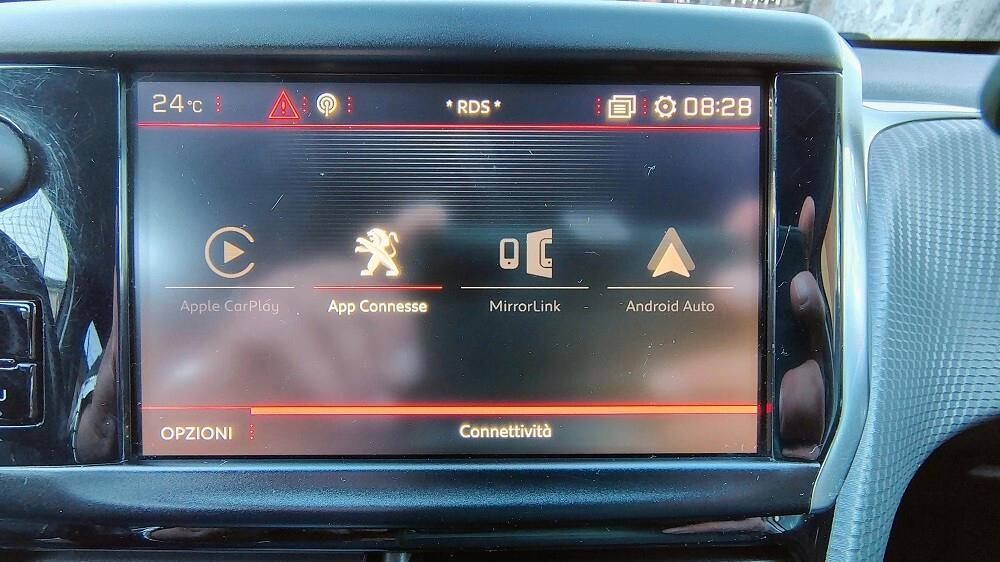 24°C * RDS * 08:28
Apple CarPlay App Connesse MirrorLink Android Auto
OPZIONI Connettività